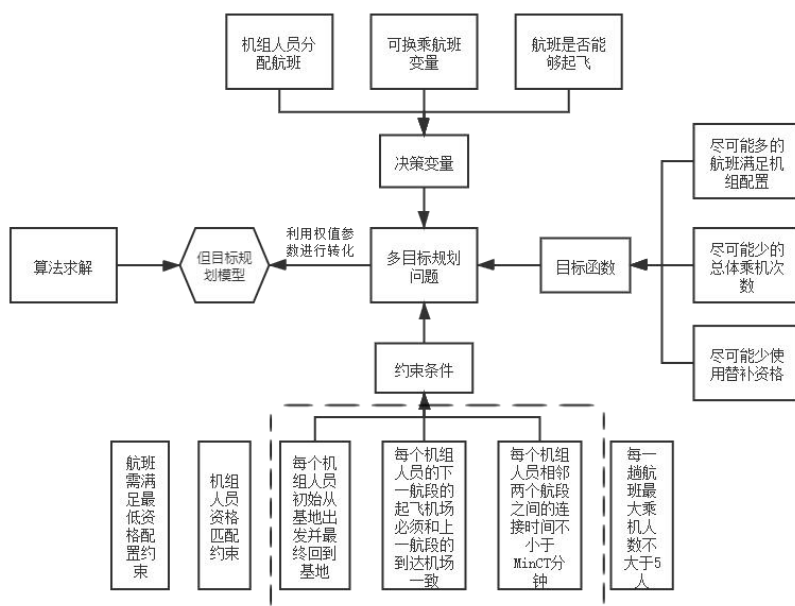 机组人员分
配航班
可换乘航班
变量
航班是否能
够起飞
决策变量
尽可能多的
航班满足机
组配置
算法求解
但目标规
划模型
利用权值参
数进行转化
多目标规划
问题
目标函数
尽可能少的
总体乘机次
数
尽可能少使
用替补资格
约束条件
航班
需满
足最
低资
格配
置约
束
机组
人员
资格
匹配
约束
每个机
组人员
初始从
基地出
发并最
终回到
基地
每个机组
人员的下
一航段的
起飞机场
必须和上
一航段的
到达机场
一致
每个机组
人员相邻
两个航段
之间的连
接时间不
小于
MinCT分
钟
每一
趟航
班最
大乘
机人
数不
大于5
人